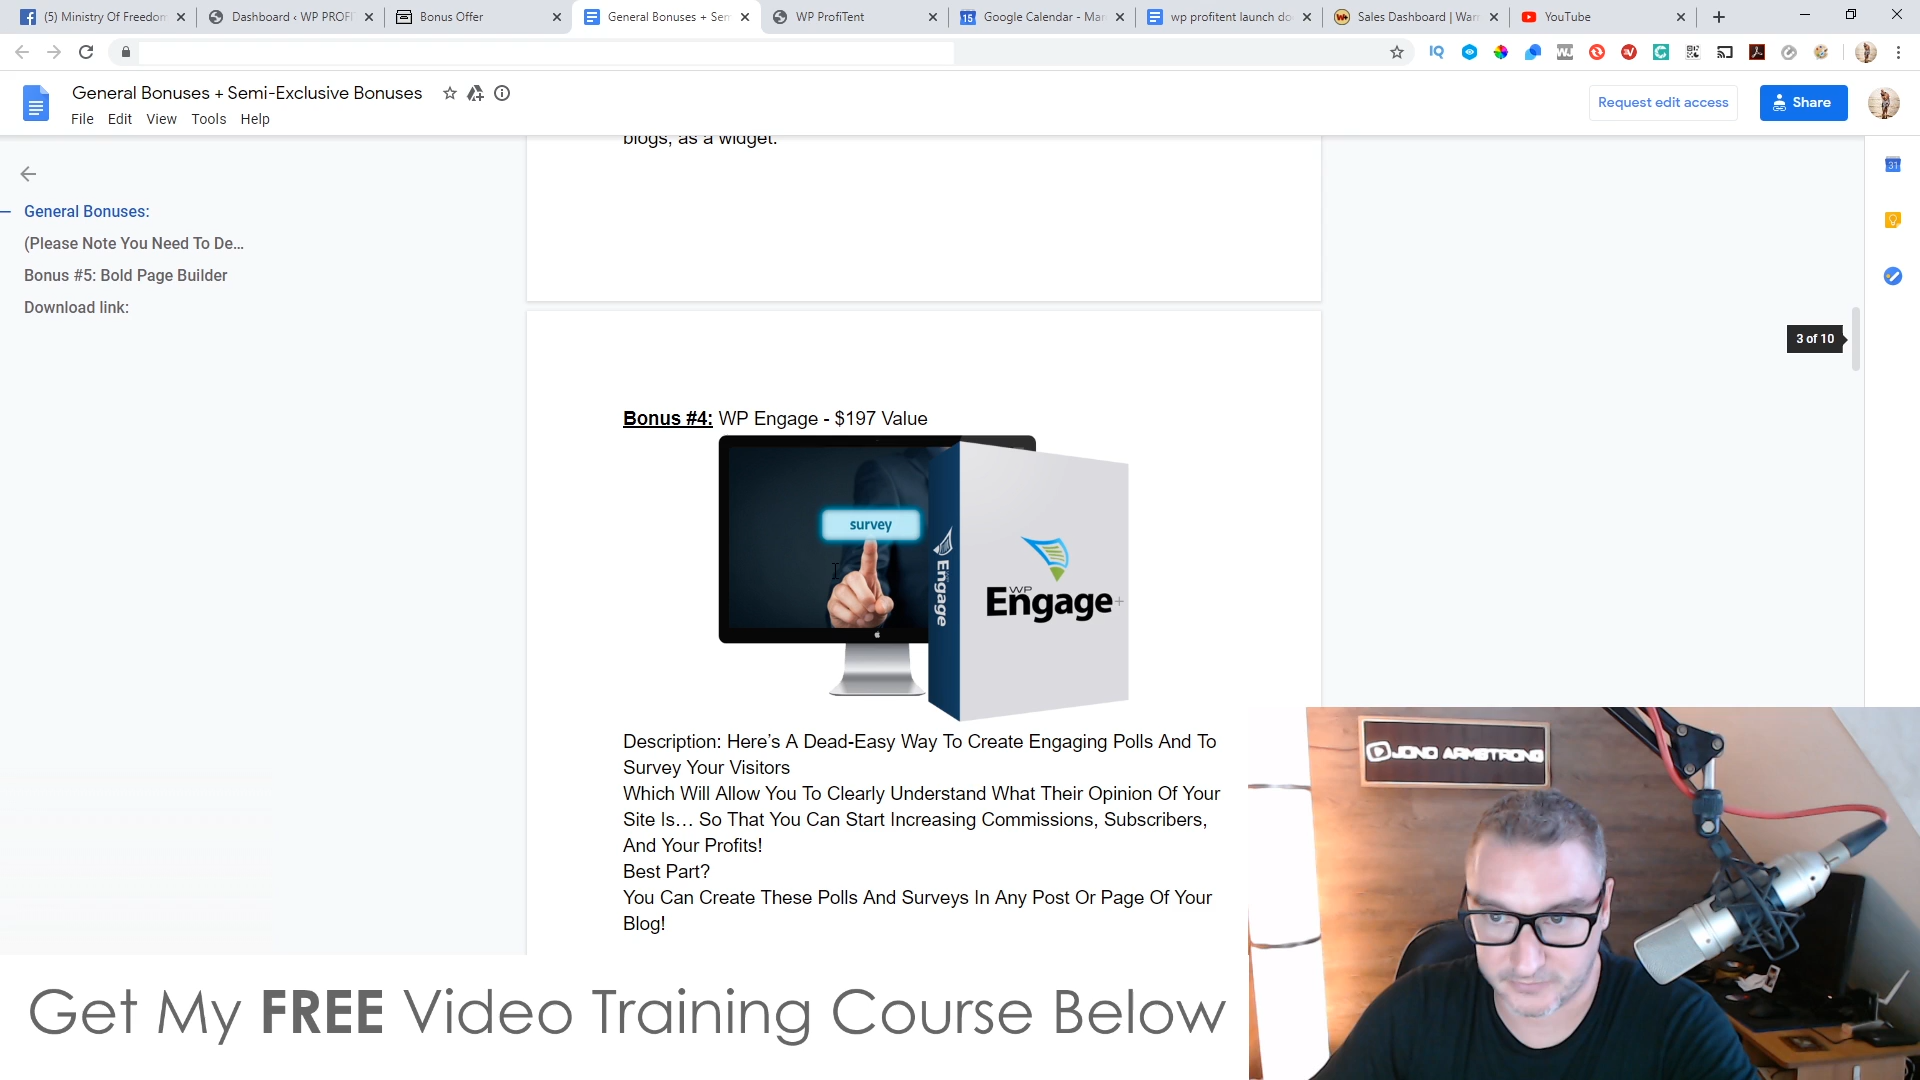 (5) Ministry Of Freedom
Dashboard ‹ WP PROFI
Bonus Offer
General Bonuses + Sem
WP ProfiTent
Google Calendar - Mar
wp profitent launch do
Sales Dashboard | Warr
YouTube
General Bonuses + Semi-Exclusive Bonuses
Request edit access
Share
File Edit View Tools Help
blogs, as a widget.
General Bonuses:
(Please Note You Need To De...
Bonus #5: Bold Page Builder
Download link:
3 of 10
Bonus #4: WP Engage - $197 Value
survey
Engage
WP
Engage+
Description: Here's A Dead-Easy Way To Create Engaging Polls And To
Survey Your Visitors
Which Will Allow You To Clearly Understand What Their Opinion Of Your
Site Is... So That You Can Start Increasing Commissions, Subscribers,
And Your Profits!
Best Part?
You Can Create These Polls And Surveys In Any Post Or Page Of Your
Blog!
JONO ARMSTRONG
Get My FREE Video Training Course Below